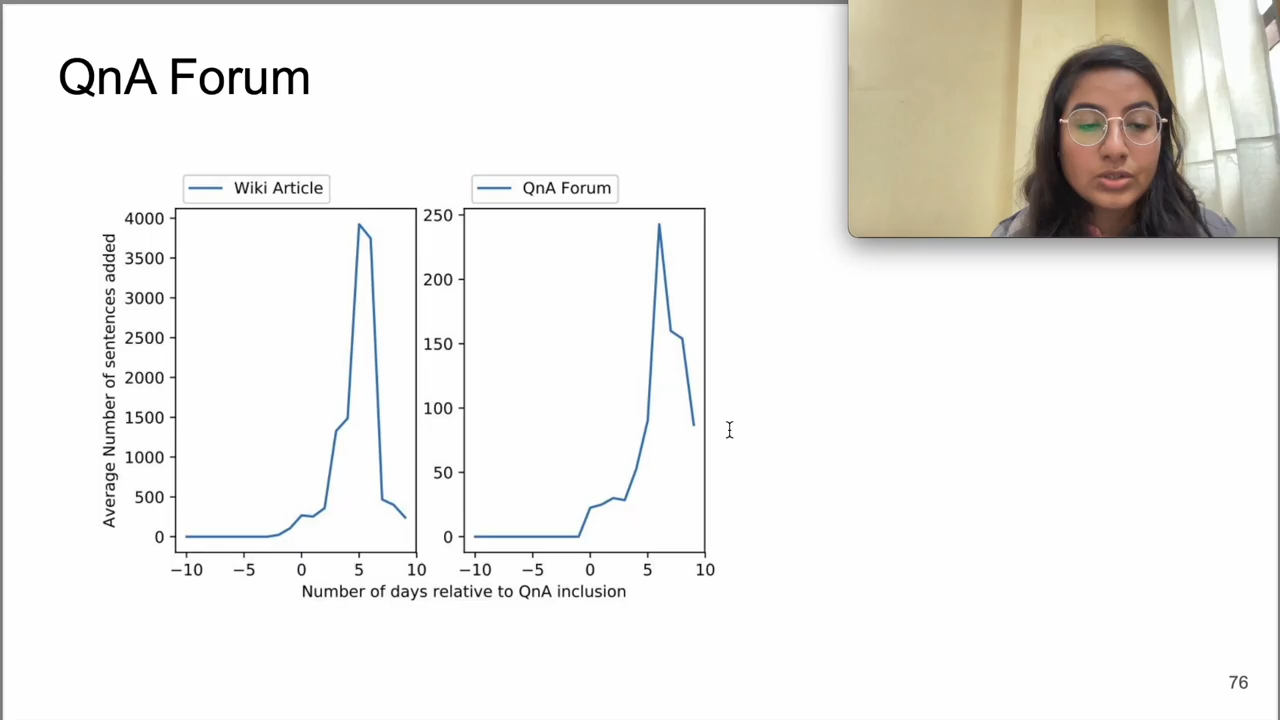 QnA Forum
Wiki Article
QnA Forum
Average Number of sentences added
4000
3500
3000
2500
2000
1500
1000
500
0
250
200
150
100
50
0
−10 −5 0 5 10
−10 −5 0 5 10
Number of days relative to QnA inclusion
76